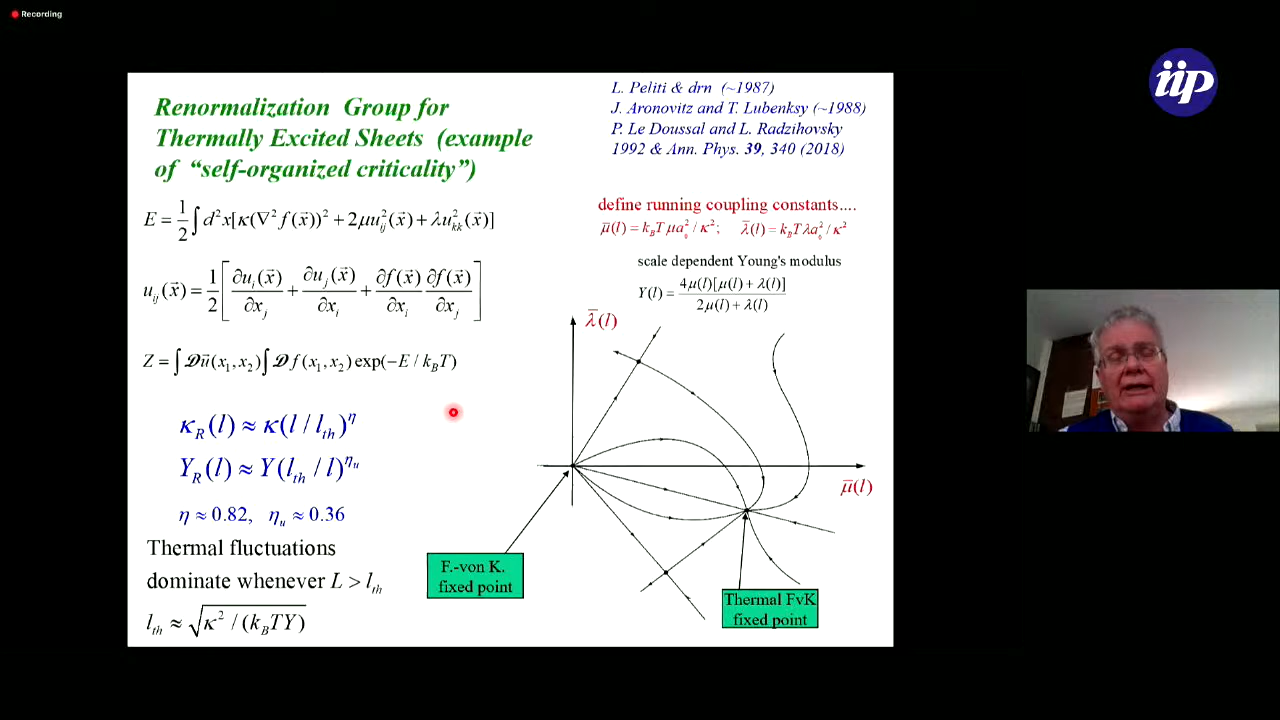 Recording
iip
Renormalization Group for
Thermally Excited Sheets (example
of “self-organized criticality”)
L. Peliti & drn (~1987)
J. Aronovitz and T. Lubenksy (~1988)
P. Le Doussal and L. Radzihovsky
1992 & Ann. Phys. 39, 340 (2018)
E = 1/2 ∫ d²x[κ(∇² f(x⃗))² + 2μu²ᵢⱼ(x⃗) + λu²ₖₖ(x⃗)]
uᵢⱼ(x⃗) = 1/2 [∂uᵢ(x⃗)/∂xⱼ + ∂uⱼ(x⃗)/∂xᵢ + ∂f(x⃗)/∂xᵢ ∂f(x⃗)/∂xⱼ]
Z = ∫ 𝒟u⃗(x₁,x₂) ∫ 𝒟 f(x₁,x₂) exp(−E / k_BT)
κ_R(l) ≈ κ(l / l_th)^η
Y_R(l) ≈ Y(l_th / l)^η_u
η ≈ 0.82, η_u ≈ 0.36
Thermal fluctuations
dominate whenever L > l_th
l_th ≈ √(κ² / (k_BTY))
define running coupling constants....
μ̄(l) = k_BTμa₀² / κ²; λ̄(l) = k_BTλa₀² / κ²
scale dependent Young's modulus
Y(l) = 4μ(l)[μ(l) + λ(l)] / 2μ(l) + λ(l)
λ̄(l)
μ̄(l)
F.-von K.
fixed point
Thermal FvK
fixed point